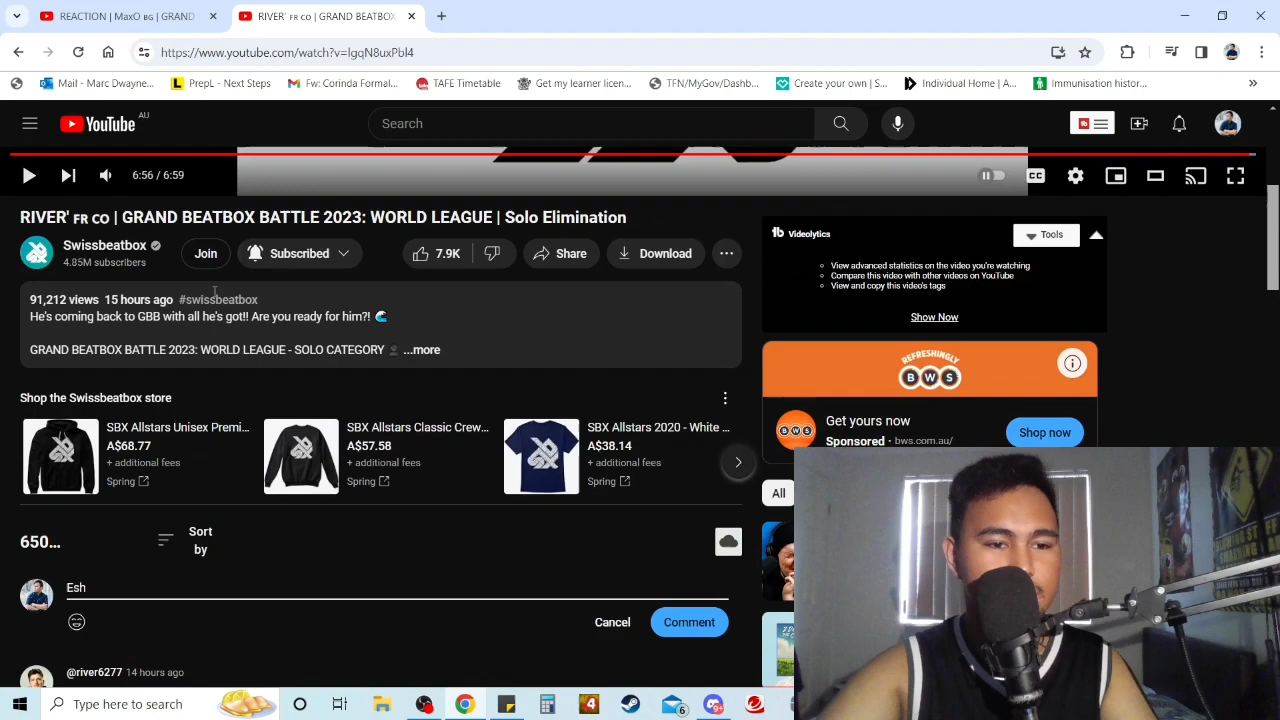 REACTION | MaxO BG | GRAND
RIVER' FR CO | GRAND BEATBOX
https://www.youtube.com/watch?v=lgqN8uxPbI4
Mail - Marc Dwayne...
PrepL - Next Steps
Fw: Corinda Formal...
TAFE Timetable
Get my learner licen...
TFN/MyGov/Dashb...
Create your own | S...
Individual Home | A...
Immunisation histor...
YouTube
AU
Search
6:56 / 6:59
CC
RIVER' FR CO | GRAND BEATBOX BATTLE 2023: WORLD LEAGUE | Solo Elimination
Swissbeatbox
4.85M subscribers
Join
Subscribed
7.9K
Share
Download
91,212 views 15 hours ago #swissbeatbox
He's coming back to GBB with all he's got!! Are you ready for him?!
GRAND BEATBOX BATTLE 2023: WORLD LEAGUE - SOLO CATEGORY ...more
Shop the Swissbeatbox store
SBX Allstars Unisex Premi...
A$68.77
+ additional fees
Spring
SBX Allstars Classic Crew...
A$57.58
+ additional fees
Spring
SBX Allstars 2020 - White ...
A$38.14
+ additional fees
Spring
650...
Sort
by
Esh
Cancel
Comment
@river6277 14 hours ago
tb Videolytics
Tools
View advanced statistics on the video you're watching
Compare this video with other videos on YouTube
View and copy this video's tags
Show Now
REFRESHINGLY
BWS
BWS
Get yours now
Sponsored · bws.com.au/
Shop now
All
Type here to search
4
6
9+